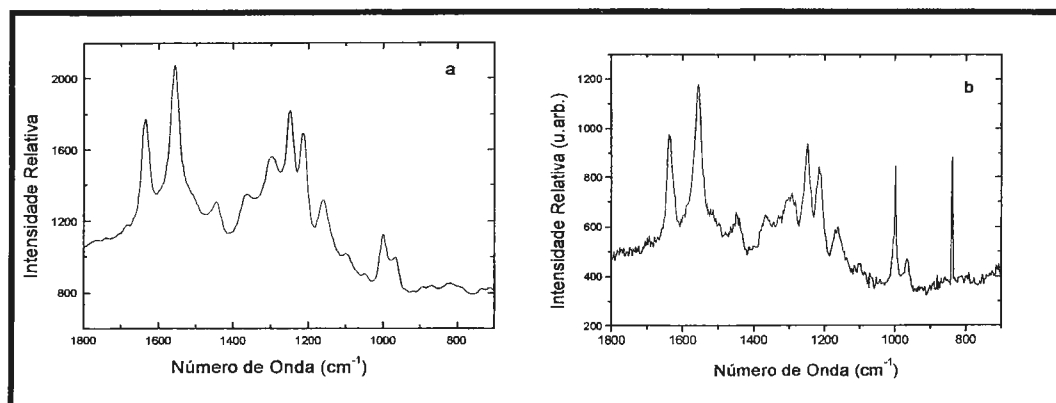 a
2000
1600
1200
800
1800 1600 1400 1200 1000 800
Intensidade Relativa
Número de Onda (cm⁻¹)
b
1200
1000
800
600
400
200
1800 1600 1400 1200 1000 800
Intensidade Relativa (u.arb.)
Número de Onda (cm⁻¹)